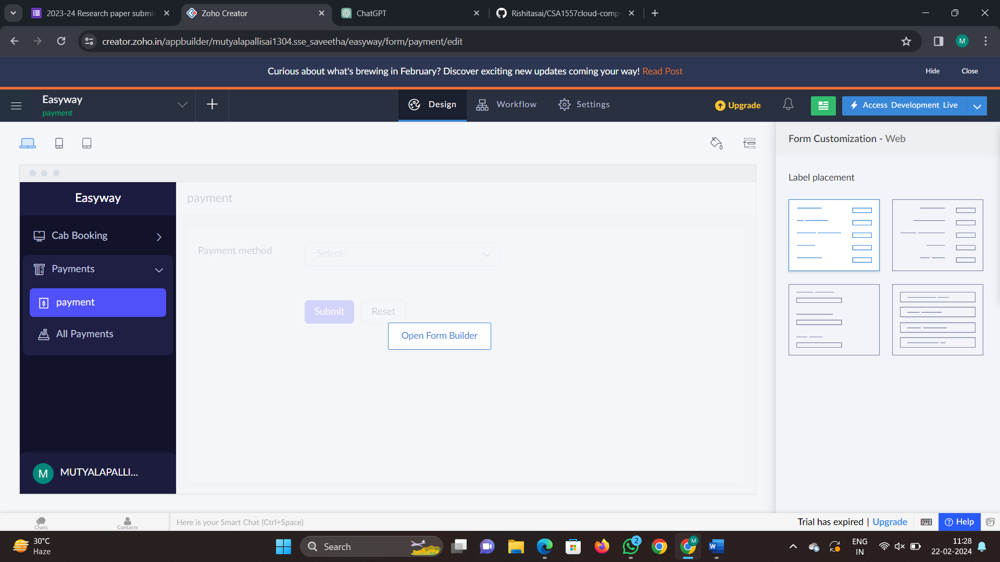 2023-24 Research paper submis
Zoho Creator
ChatGPT
Rishitasai/CSA1557cloud-comp
creator.zoho.in/appbuilder/mutyalapallisai1304.sse_saveetha/easyway/form/payment/edit
M
Curious about what's brewing in February? Discover exciting new updates coming your way! Read Post
Hide
Close
Easyway
payment
Design
Workflow
Settings
Upgrade
Access Development Live
Form Customization - Web
Label placement
Easyway
payment
Cab Booking
Payment method
-Select-
Payments
payment
Submit
Reset
All Payments
Open Form Builder
M
MUTYALAPALLI...
Chats
Contacts
Here is your Smart Chat (Ctrl+Space)
Trial has expired | Upgrade
Help
30°C
Haze
Search
2
M
W
ENG
IN
11:28
22-02-2024